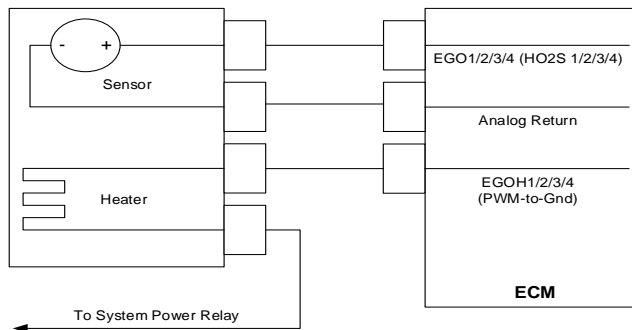 - +
Sensor
EGO1/2/3/4 (HO2S 1/2/3/4)
Analog Return
Heater
EGOH1/2/3/4
(PWM-to-Gnd)
ECM
To System Power Relay